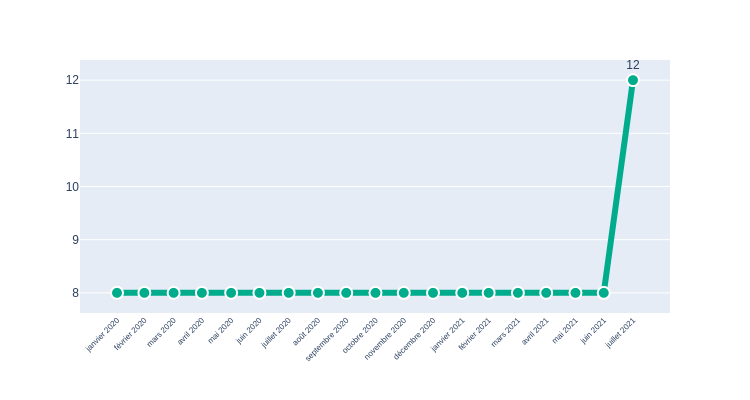 12
12
11
10
9
8
janvier 2020
février 2020
mars 2020
avril 2020
mai 2020
juin 2020
juillet 2020
août 2020
septembre 2020
octobre 2020
novembre 2020
décembre 2020
janvier 2021
février 2021
mars 2021
avril 2021
mai 2021
juin 2021
juillet 2021